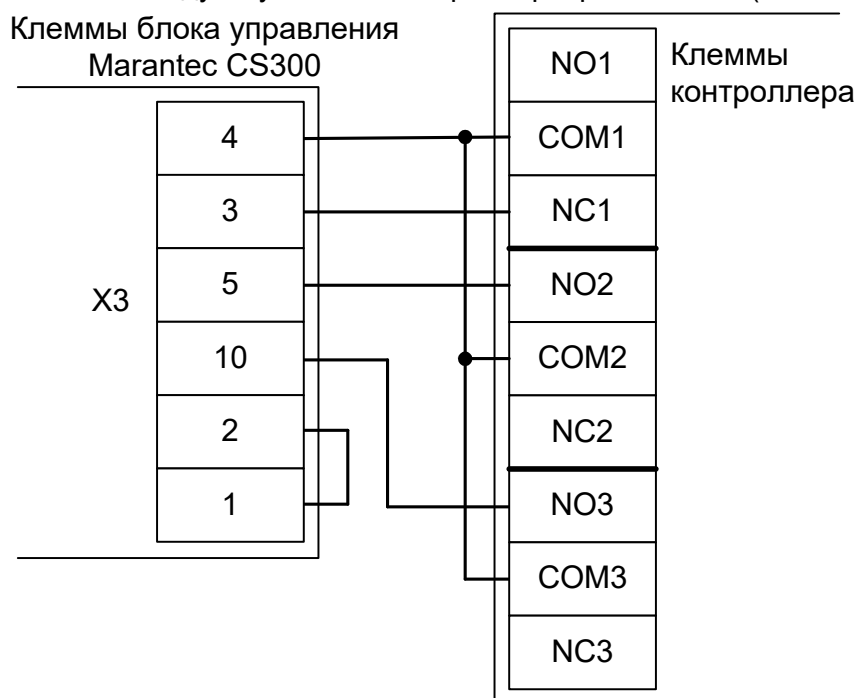 Клеммы блока управления
Marantec CS300
Клеммы
контроллера
X3
4
3
5
10
2
1
NO1
COM1
NC1
NO2
COM2
NC2
NO3
COM3
NC3